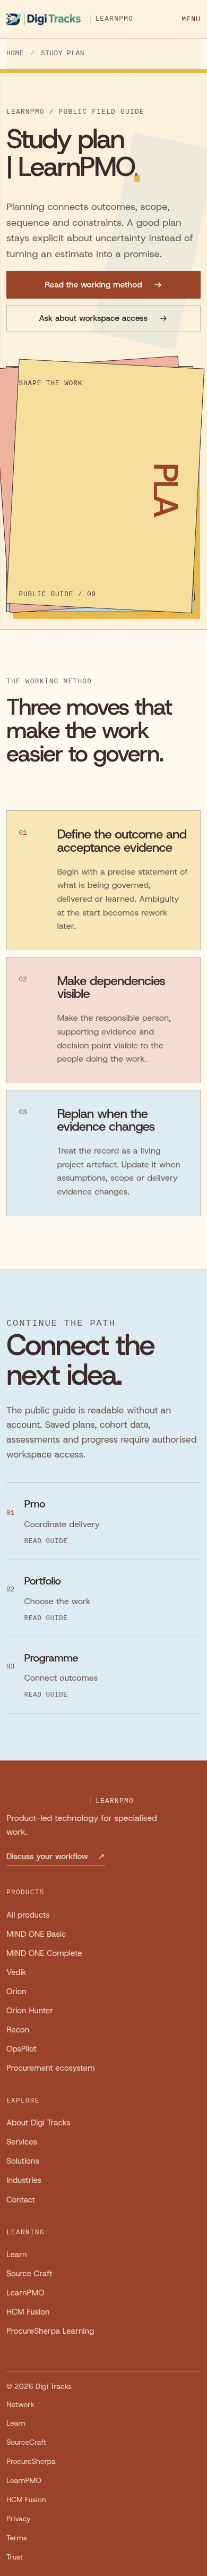 Digi Tracks LEARNPMO MENU
HOME / STUDY PLAN
LEARNPMO / PUBLIC FIELD GUIDE
Study plan
| LearnPMO.
Planning connects outcomes, scope,
sequence and constraints. A good plan
stays explicit about uncertainty instead of
turning an estimate into a promise.
Read the working method →
Ask about workspace access →
SHAPE THE WORK
PLA
PUBLIC GUIDE / 09
THE WORKING METHOD
Three moves that
make the work
easier to govern.
01
Define the outcome and
acceptance evidence
Begin with a precise statement of
what is being governed,
delivered or learned. Ambiguity
at the start becomes rework
later.
02
Make dependencies
visible
Make the responsible person,
supporting evidence and
decision point visible to the
people doing the work.
03
Replan when the
evidence changes
Treat the record as a living
project artefact. Update it when
assumptions, scope or delivery
evidence changes.
CONTINUE THE PATH
Connect the
next idea.
The public guide is readable without an
account. Saved plans, cohort data,
assessments and progress require authorised
workspace access.
01
Pmo
Coordinate delivery
READ GUIDE
02
Portfolio
Choose the work
READ GUIDE
03
Programme
Connect outcomes
READ GUIDE
LEARNPMO
Product-led technology for specialised
work.
Discuss your workflow ↗
PRODUCTS
All products
MIND ONE Basic
MIND ONE Complete
Vedik
Orion
Orion Hunter
Recon
OpsPilot
Procurement ecosystem
EXPLORE
About Digi Tracks
Services
Solutions
Industries
Contact
LEARNING
Learn
Source Craft
LearnPMO
HCM Fusion
ProcureSherpa Learning
© 2026 Digi Tracks
Network
Learn
SourceCraft
ProcureSherpa
LearnPMO
HCM Fusion
Privacy
Terms
Trust